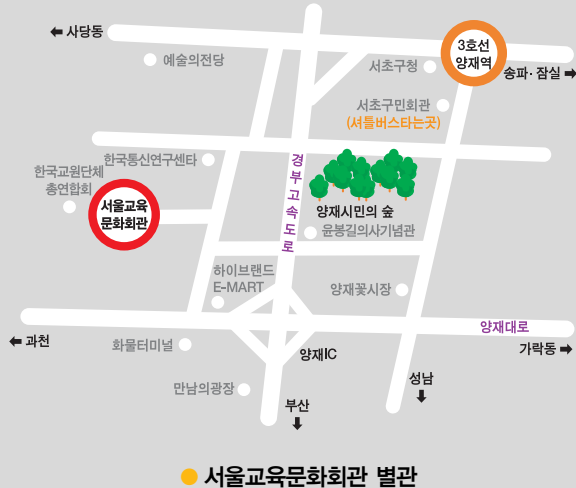 ← 사당동
예술의전당
3호선
양재역
서초구청
송파·잠실 →
서초구민회관
(셔틀버스타는곳)
한국통신연구센타
한국교원단체
총연합회
서울교육
문화회관
경부고속도로
양재시민의 숲
윤봉길의사기념관
하이브랜드
E-MART
양재꽃시장
양재대로
← 과천
화물터미널
양재IC
가락동 →
만남의광장
성남
↓
부산
↓
서울교육문화회관 별관